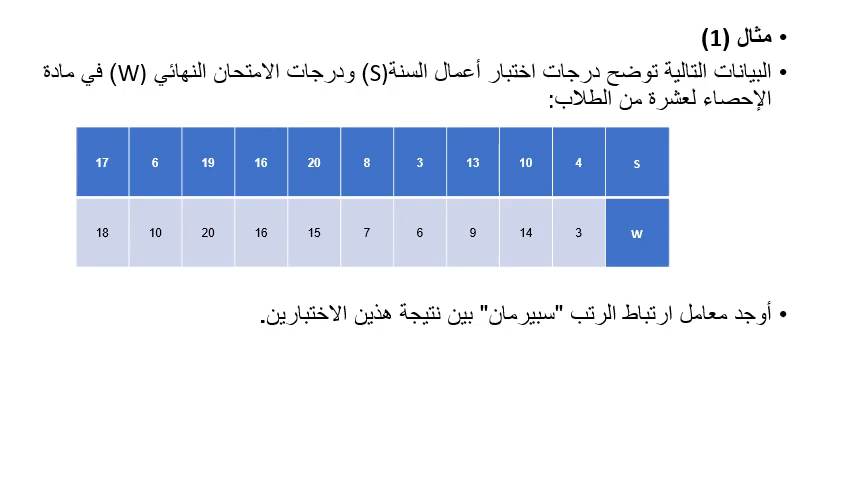 • مثال (1)
• البيانات التالية توضح درجات اختبار أعمال السنة(S) ودرجات الامتحان النهائي (W) في مادة
الإحصاء لعشرة من الطلاب:
S 4 10 13 3 8 20 16 19 6 17
W 3 14 9 6 7 15 16 20 10 18
• أوجد معامل ارتباط الرتب "سبيرمان" بين نتيجة هذين الاختبارين.